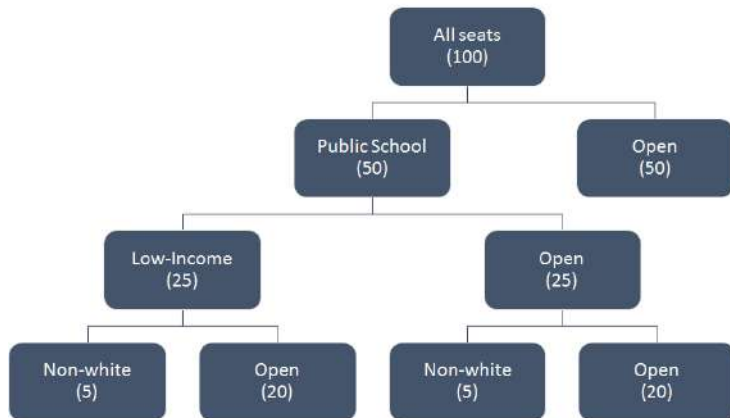 All seats
(100)
Public School
(50)
Open
(50)
Low-Income
(25)
Open
(25)
Non-white
(5)
Open
(20)
Non-white
(5)
Open
(20)